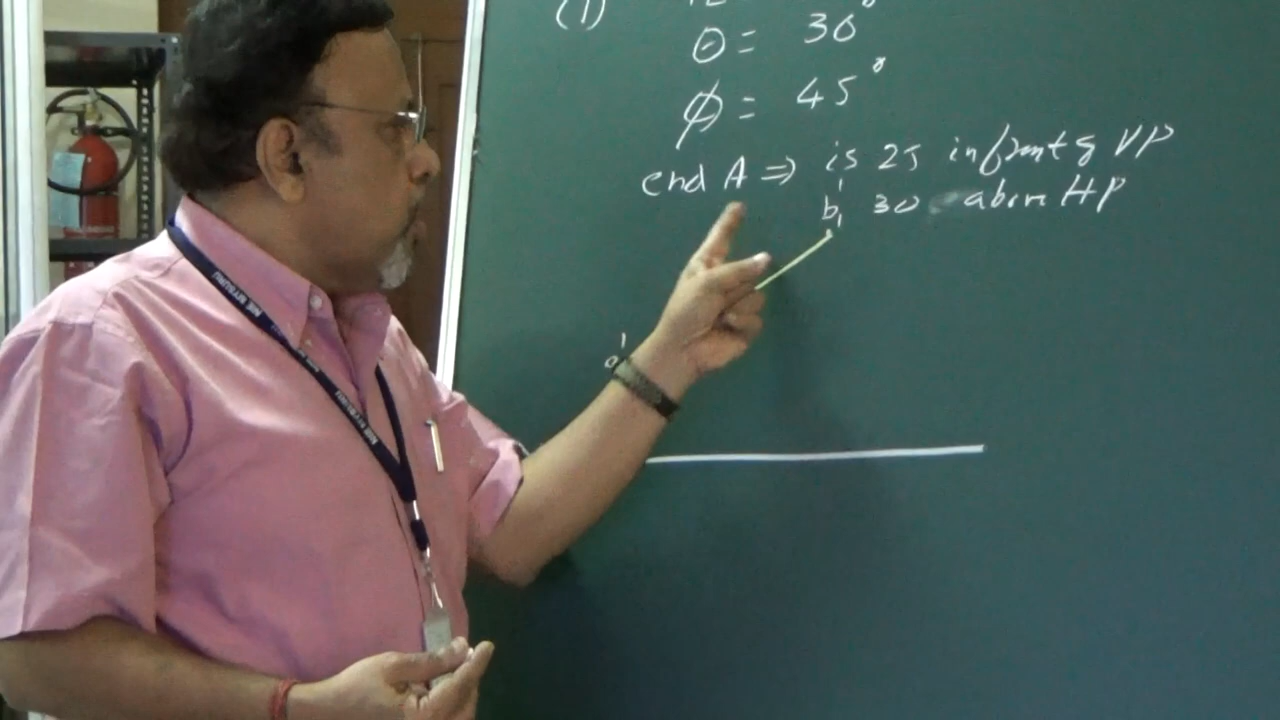 (1)
θ = 30°
ϕ = 45°
end A ⇒ is 25 infront of VP
b₁' 30 above HP
a'